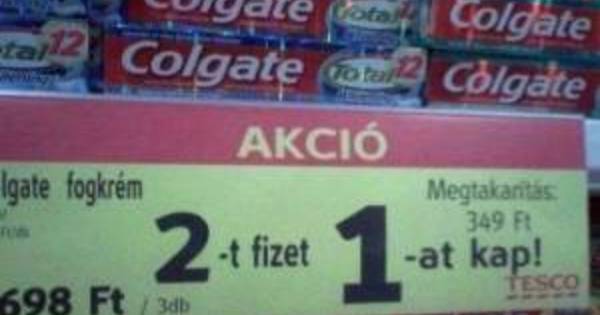 Colgate Total Colgate
Total 12 Colgate Total 12 Colgate
AKCIÓ
lgate fogkrém
Megtakarítás:
349 Ft
2-t fizet 1-at kap!
TESCO
698 Ft / 3db